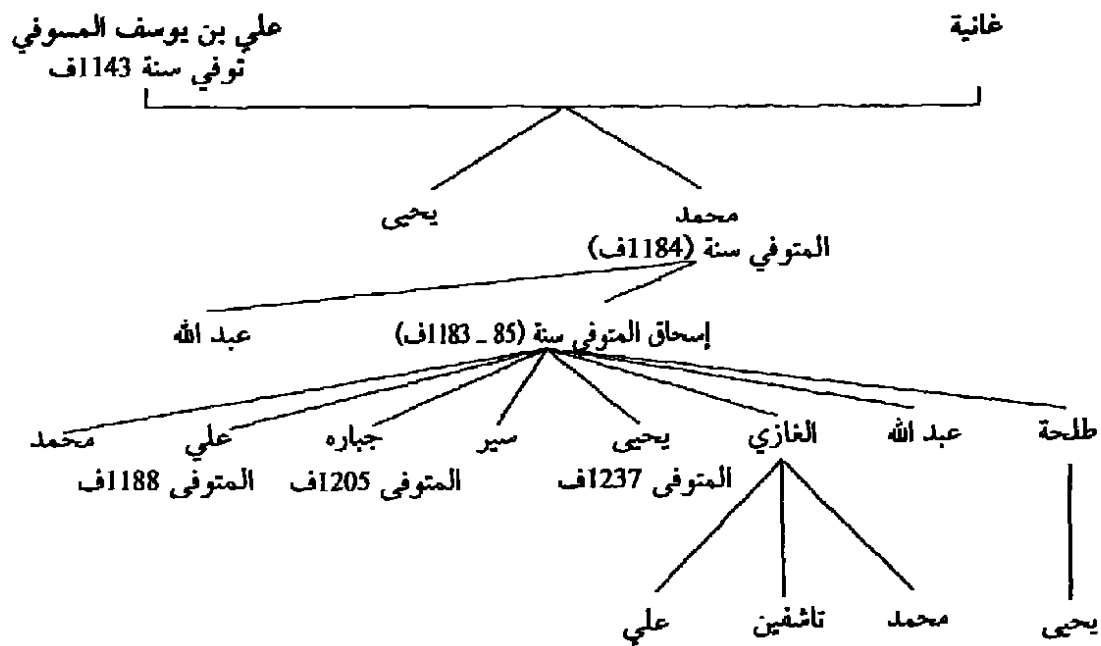 غانية
علي بن يوسف المسوفي
توفي سنة 1143ف
محمد
يحيى
المتوفي سنة (1184ف)
عبد الله
إسحاق المتوفي سنة (85 ـ 1183ف)
طلحة
عبد الله
الغازي
يحيى
سير
جباره
علي
محمد
المتوفى 1237ف
المتوفى 1205ف
المتوفى 1188ف
يحيى
محمد
تاشفين
علي